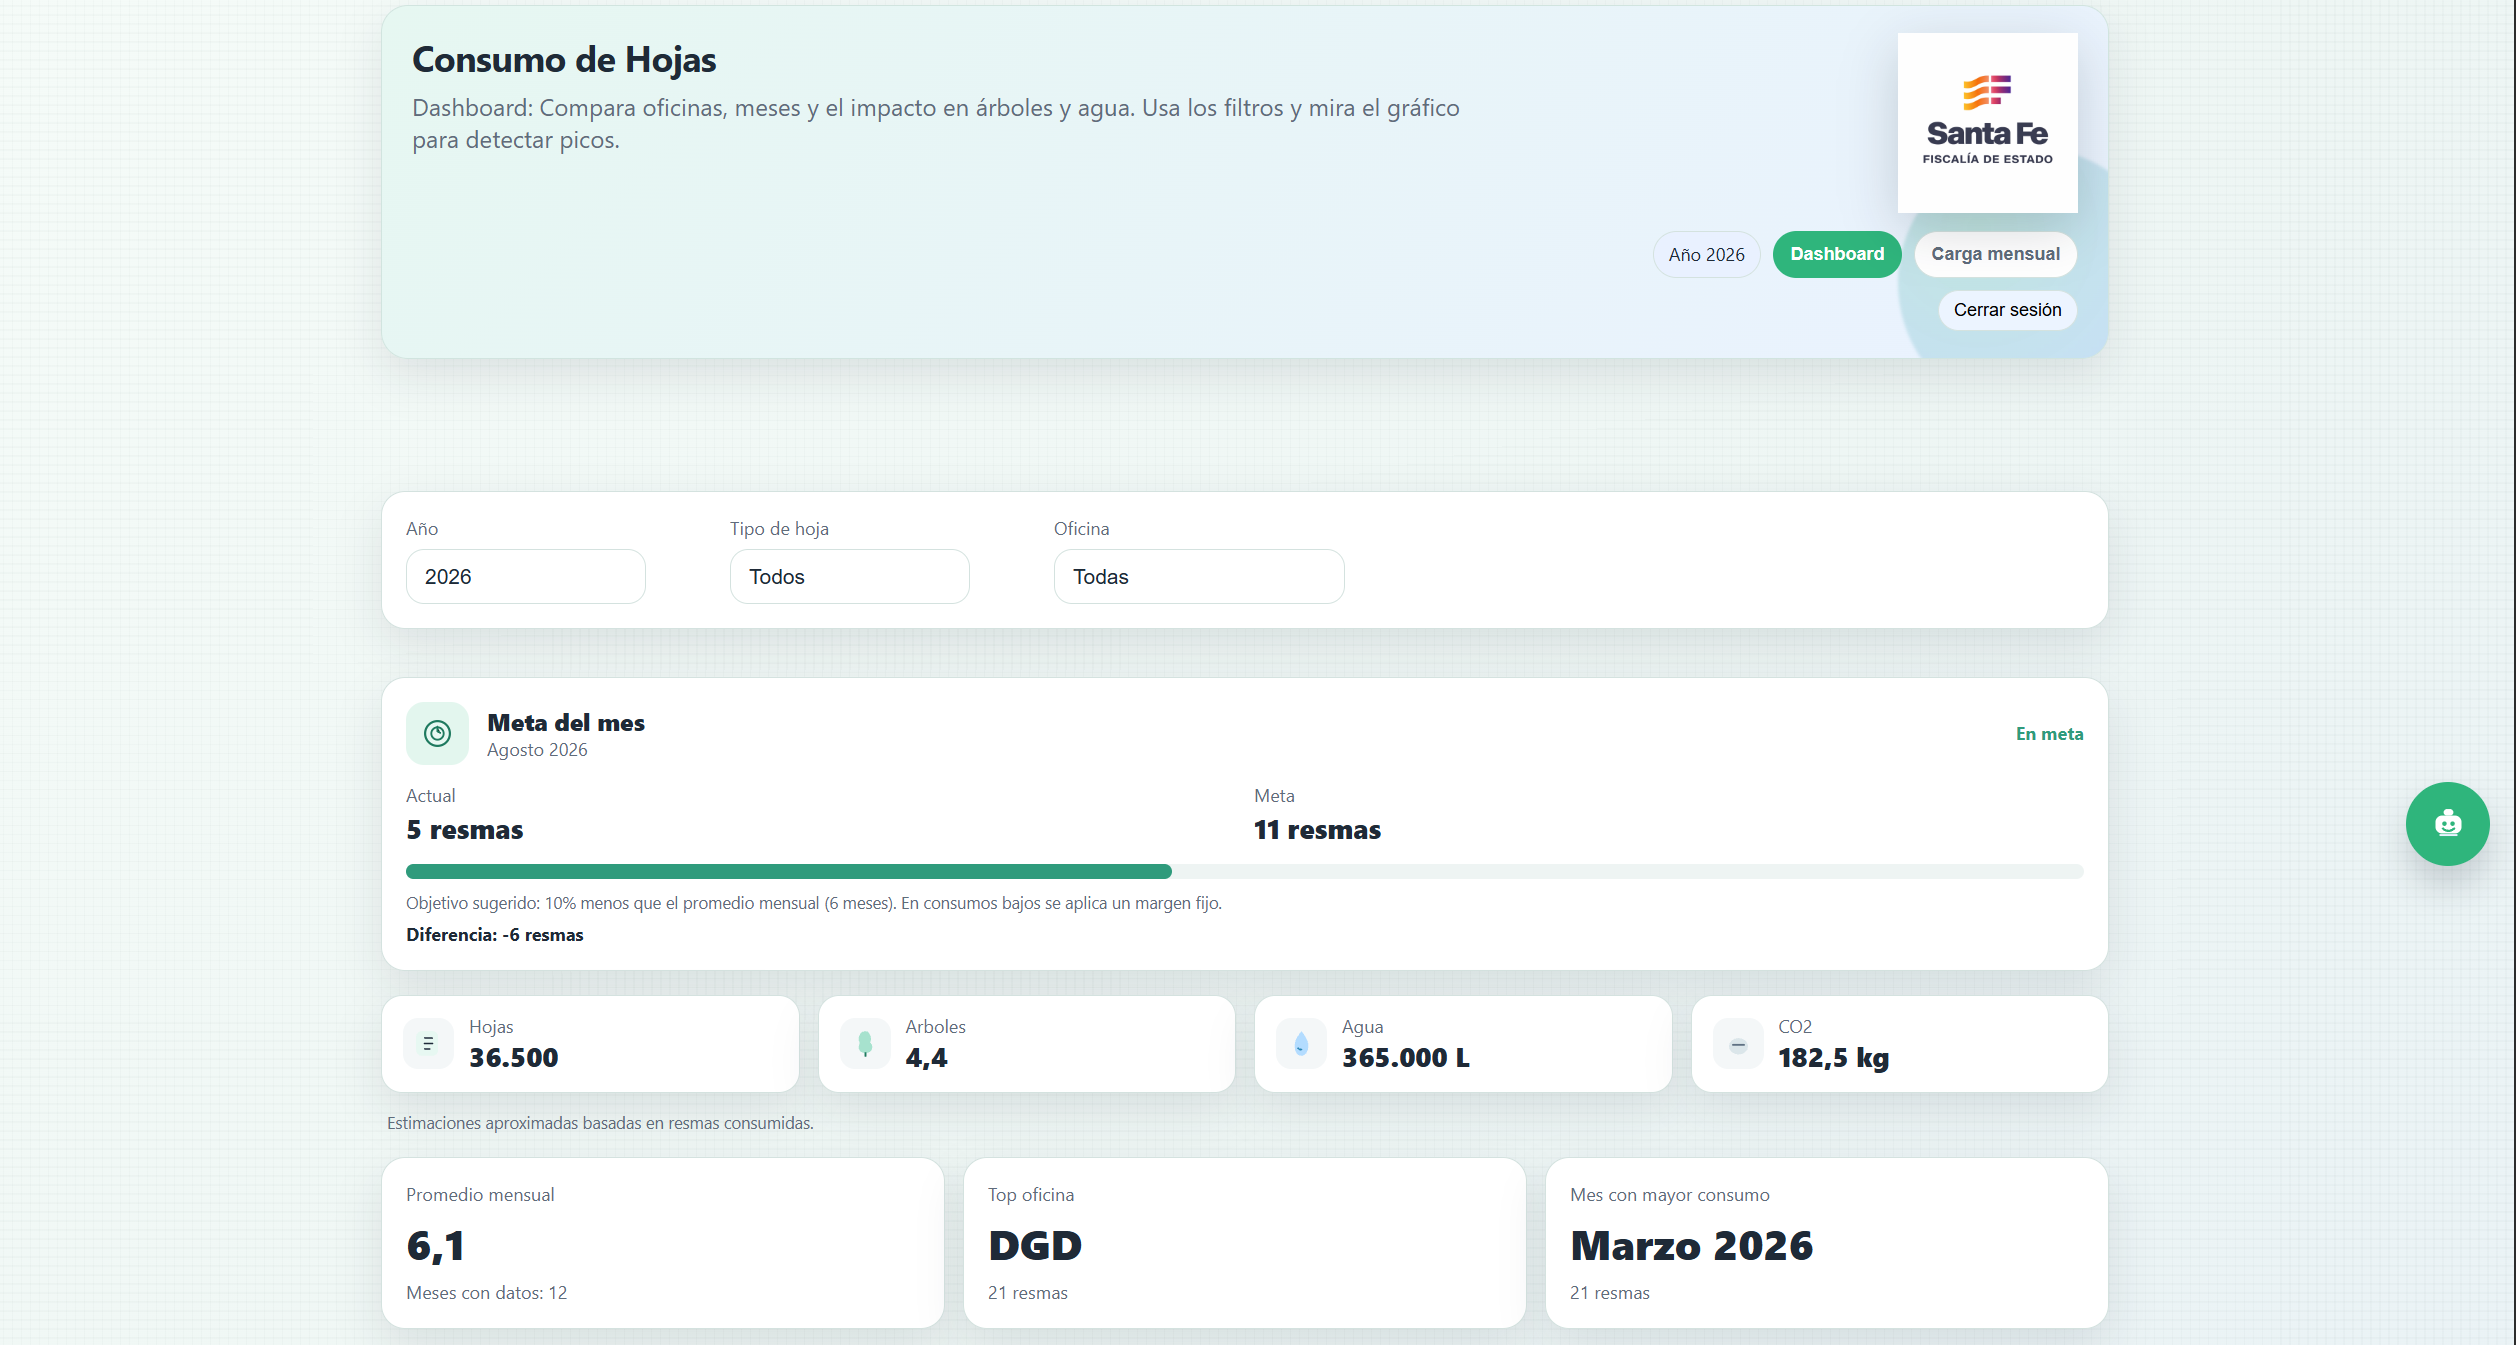 Consumo de Hojas
Dashboard: Compara oficinas, meses y el impacto en árboles y agua. Usa los filtros y mira el gráfico
para detectar picos.
Santa Fe
FISCALÍA DE ESTADO
Año 2026
Dashboard
Carga mensual
Cerrar sesión
Año
Tipo de hoja
Oficina
2026
Todos
Todas
Meta del mes
Agosto 2026
En meta
Actual
Meta
5 resmas
11 resmas
Objetivo sugerido: 10% menos que el promedio mensual (6 meses). En consumos bajos se aplica un margen fijo.
Diferencia: -6 resmas
Hojas
36.500
Arboles
4,4
Agua
365.000 L
CO2
182,5 kg
Estimaciones aproximadas basadas en resmas consumidas.
Promedio mensual
6,1
Meses con datos: 12
Top oficina
DGD
21 resmas
Mes con mayor consumo
Marzo 2026
21 resmas